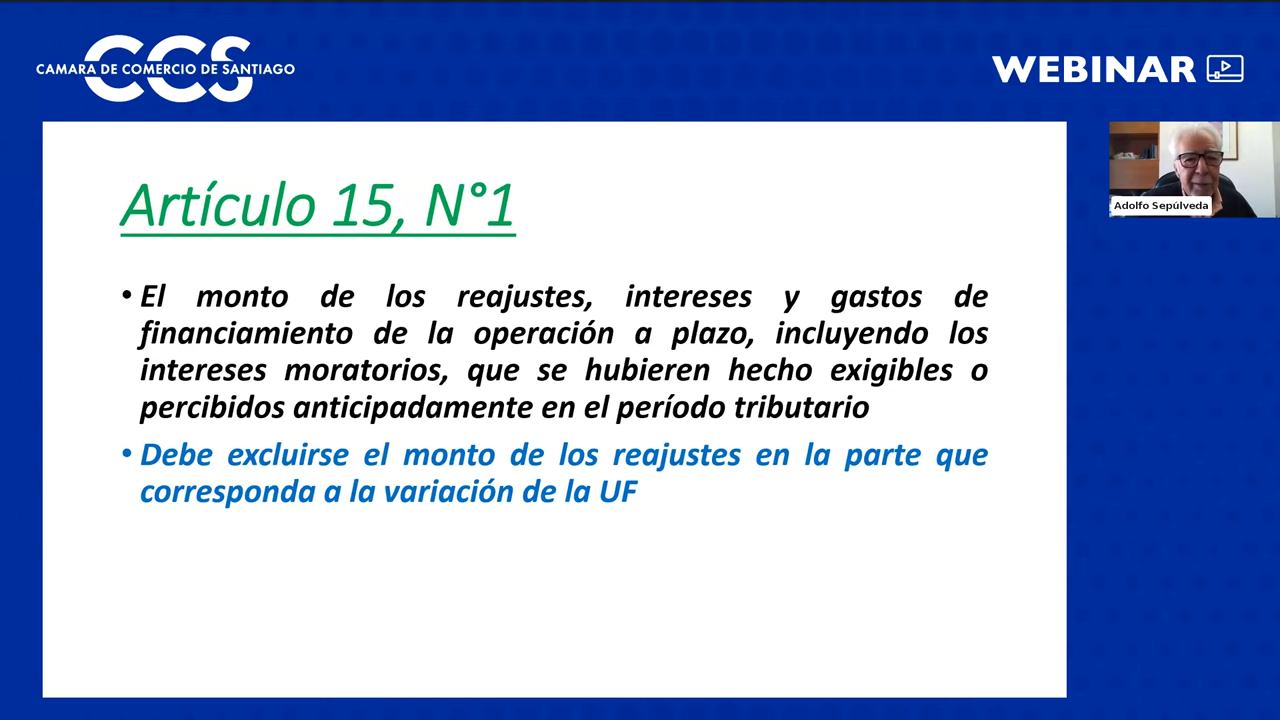 CCS
CAMARA DE COMERCIO DE SANTIAGO
WEBINAR
Adolfo Sepúlveda
Artículo 15, N°1
• El monto de los reajustes, intereses y gastos de
financiamiento de la operación a plazo, incluyendo los
intereses moratorios, que se hubieren hecho exigibles o
percibidos anticipadamente en el período tributario
• Debe excluirse el monto de los reajustes en la parte que
corresponda a la variación de la UF